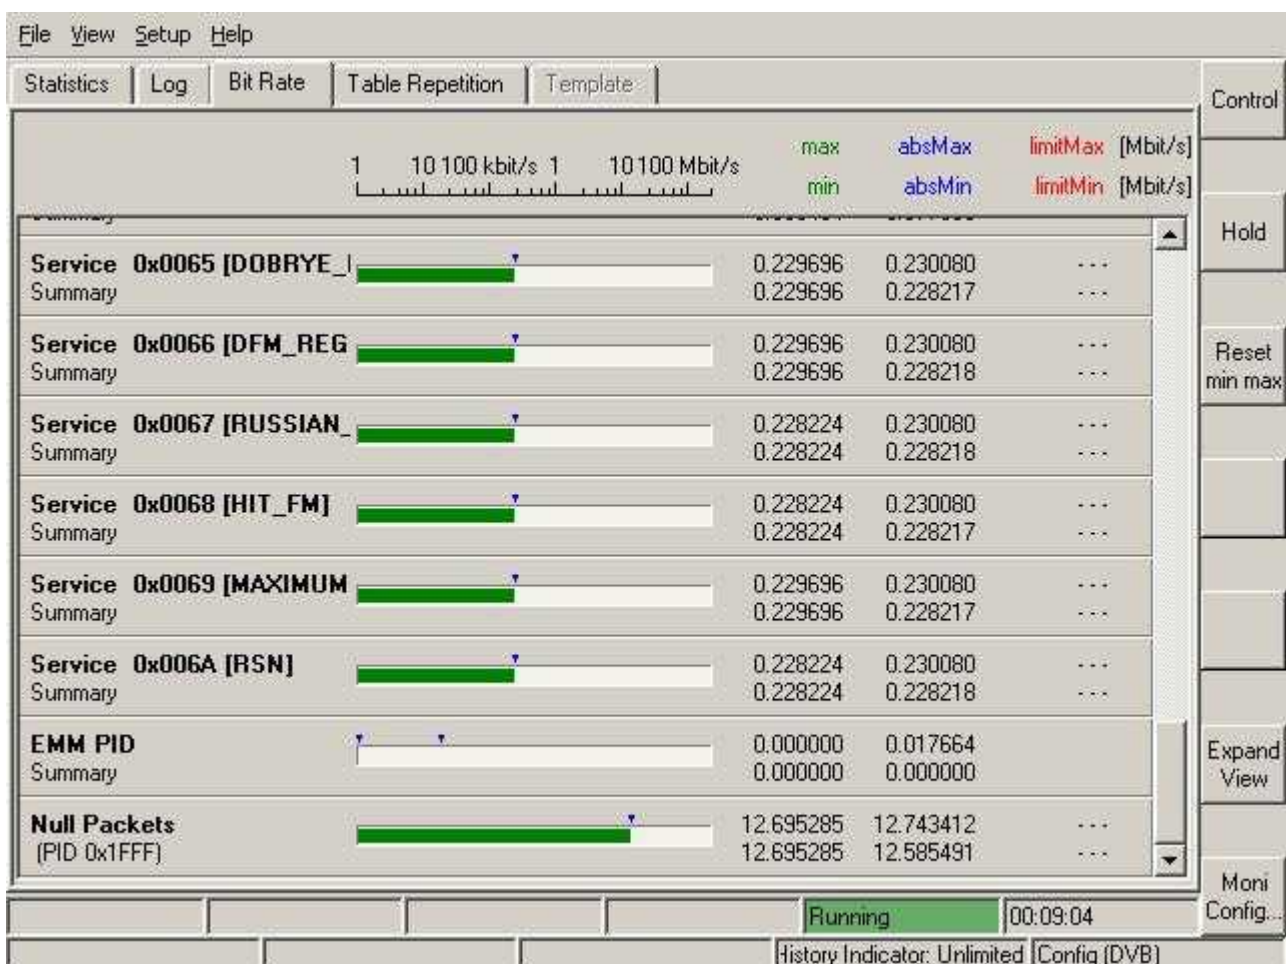 File View Setup Help
Statistics Log Bit Rate Table Repetition Template
Control
max absMax limitMax [Mbit/s]
1 10 100 kbit/s 1 10 100 Mbit/s
min absMin limitMin [Mbit/s]
Hold
Service 0x0065 [DOBRYE_ 0.229696 0.230080 - - -
Summary 0.229696 0.228217 - - -
Service 0x0066 [DFM_REG 0.229696 0.230080 - - -
Summary 0.229696 0.228218 - - -
Reset
min max
Service 0x0067 [RUSSIAN_ 0.228224 0.230080 - - -
Summary 0.228224 0.228218 - - -
Service 0x0068 [HIT_FM] 0.228224 0.230080 - - -
Summary 0.228224 0.228217 - - -
Service 0x0069 [MAXIMUM 0.229696 0.230080 - - -
Summary 0.229696 0.228217 - - -
Service 0x006A [RSN] 0.228224 0.230080 - - -
Summary 0.228224 0.228218 - - -
EMM PID 0.000000 0.017664
Summary 0.000000 0.000000
Expand
View
Null Packets 12.695285 12.743412 - - -
(PID 0x1FFF) 12.695285 12.585491 - - -
Moni
Config...
Running 00:09:04
History Indicator: Unlimited Config (DVB)